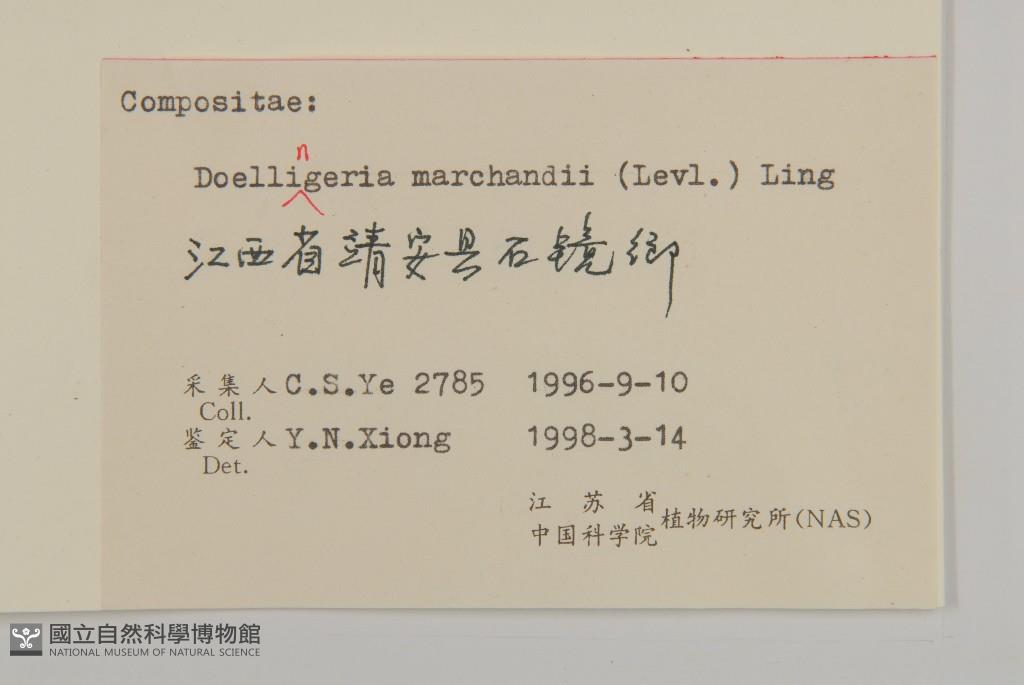 Compositae:
n
Doelligeria marchandii (Levl.) Ling
江西省靖安县石镜鄉
采集人 C.S.Ye 2785 1996-9-10
Coll.
鉴定人 Y.N.Xiong 1998-3-14
Det.
江苏省
中国科学院 植物研究所(NAS)
國立自然科學博物館
NATIONAL MUSEUM OF NATURAL SCIENCE